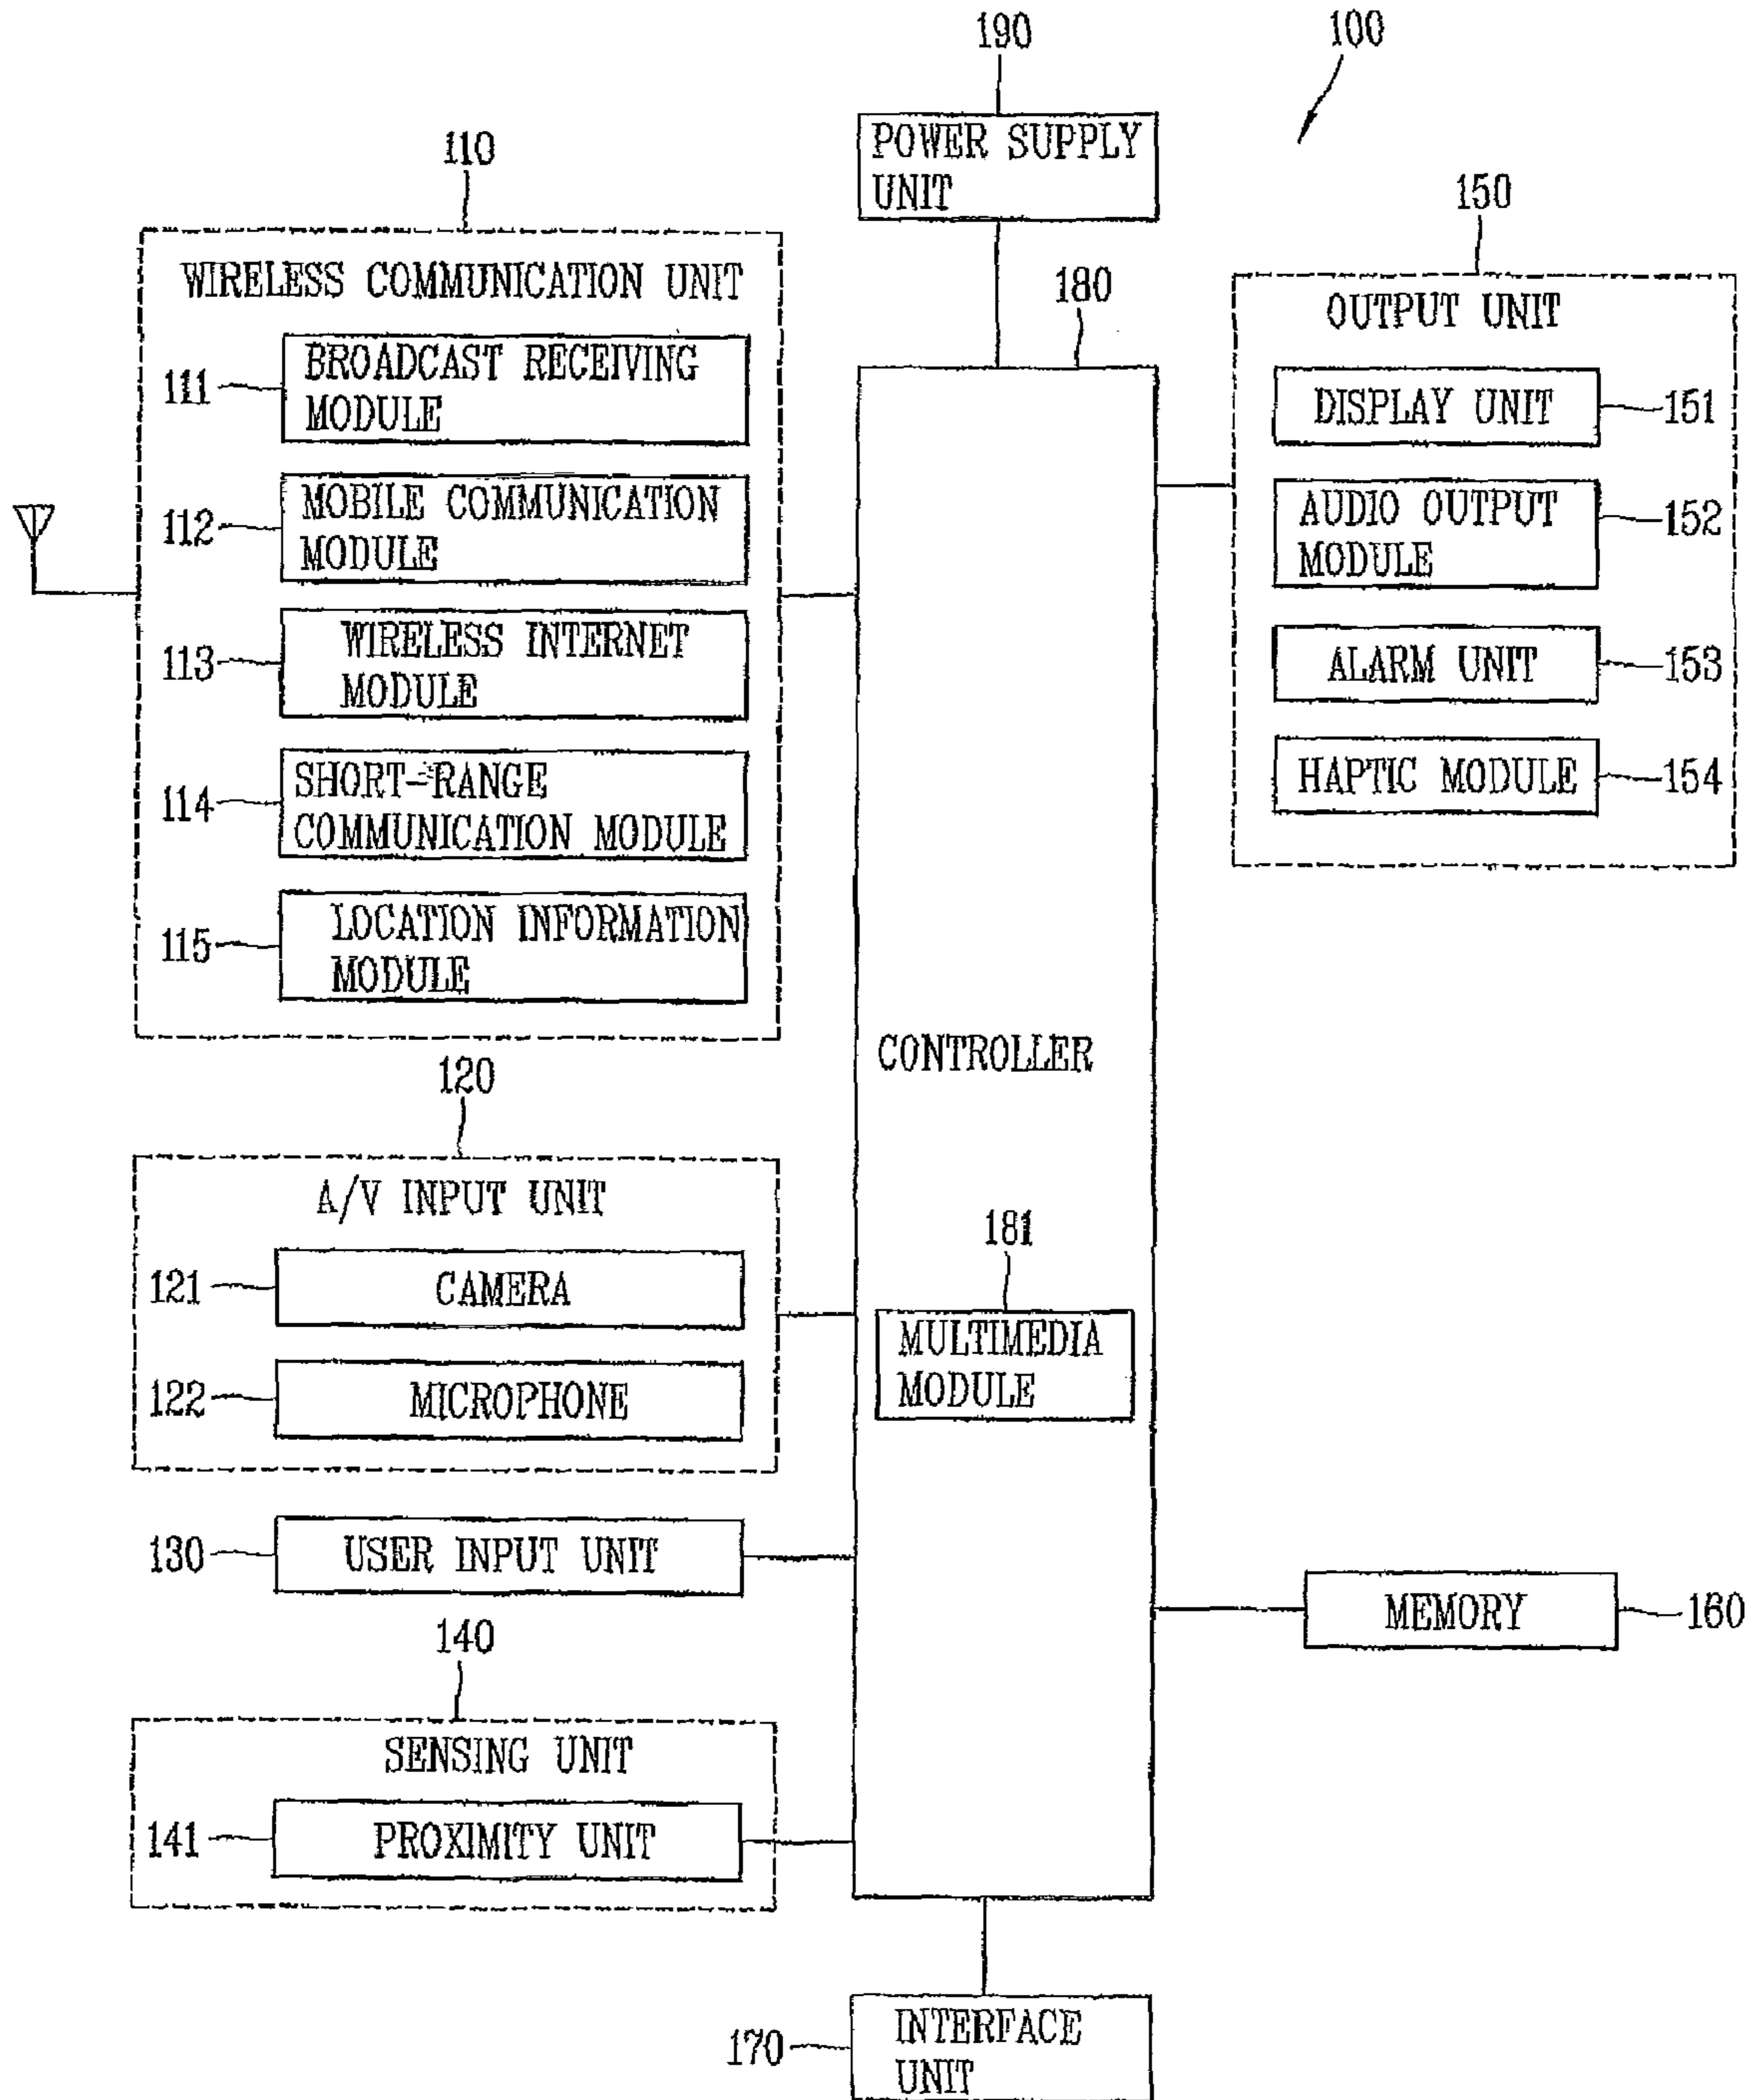 190
100
POWER SUPPLY
UNIT
110
WIRELESS COMMUNICATION UNIT
111
BROADCAST RECEIVING
MODULE
112
MOBILE COMMUNICATION
MODULE
113
WIRELESS INTERNET
MODULE
114
SHORT-RANGE
COMMUNICATION MODULE
115
LOCATION INFORMATION
MODULE
120
A/V INPUT UNIT
121
CAMERA
122
MICROPHONE
130
USER INPUT UNIT
140
SENSING UNIT
141
PROXIMITY UNIT
180
CONTROLLER
181
MULTIMEDIA
MODULE
150
OUTPUT UNIT
DISPLAY UNIT
151
AUDIO OUTPUT
MODULE
152
ALARM UNIT
153
HAPTIC MODULE
154
MEMORY
160
170
INTERFACE
UNIT